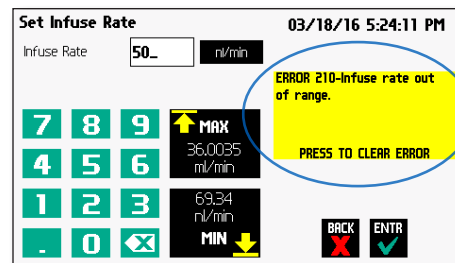 Set Infuse Rate
03/18/16 5:24:11 PM
Infuse Rate
50_
nl/min
ERROR 210-Infuse rate out
of range.
PRESS TO CLEAR ERROR
7 8 9
MAX
36.0035
ml/min
4 5 6
1 2 3
69.34
nl/min
MIN
. 0 X
BACK
X
ENTR